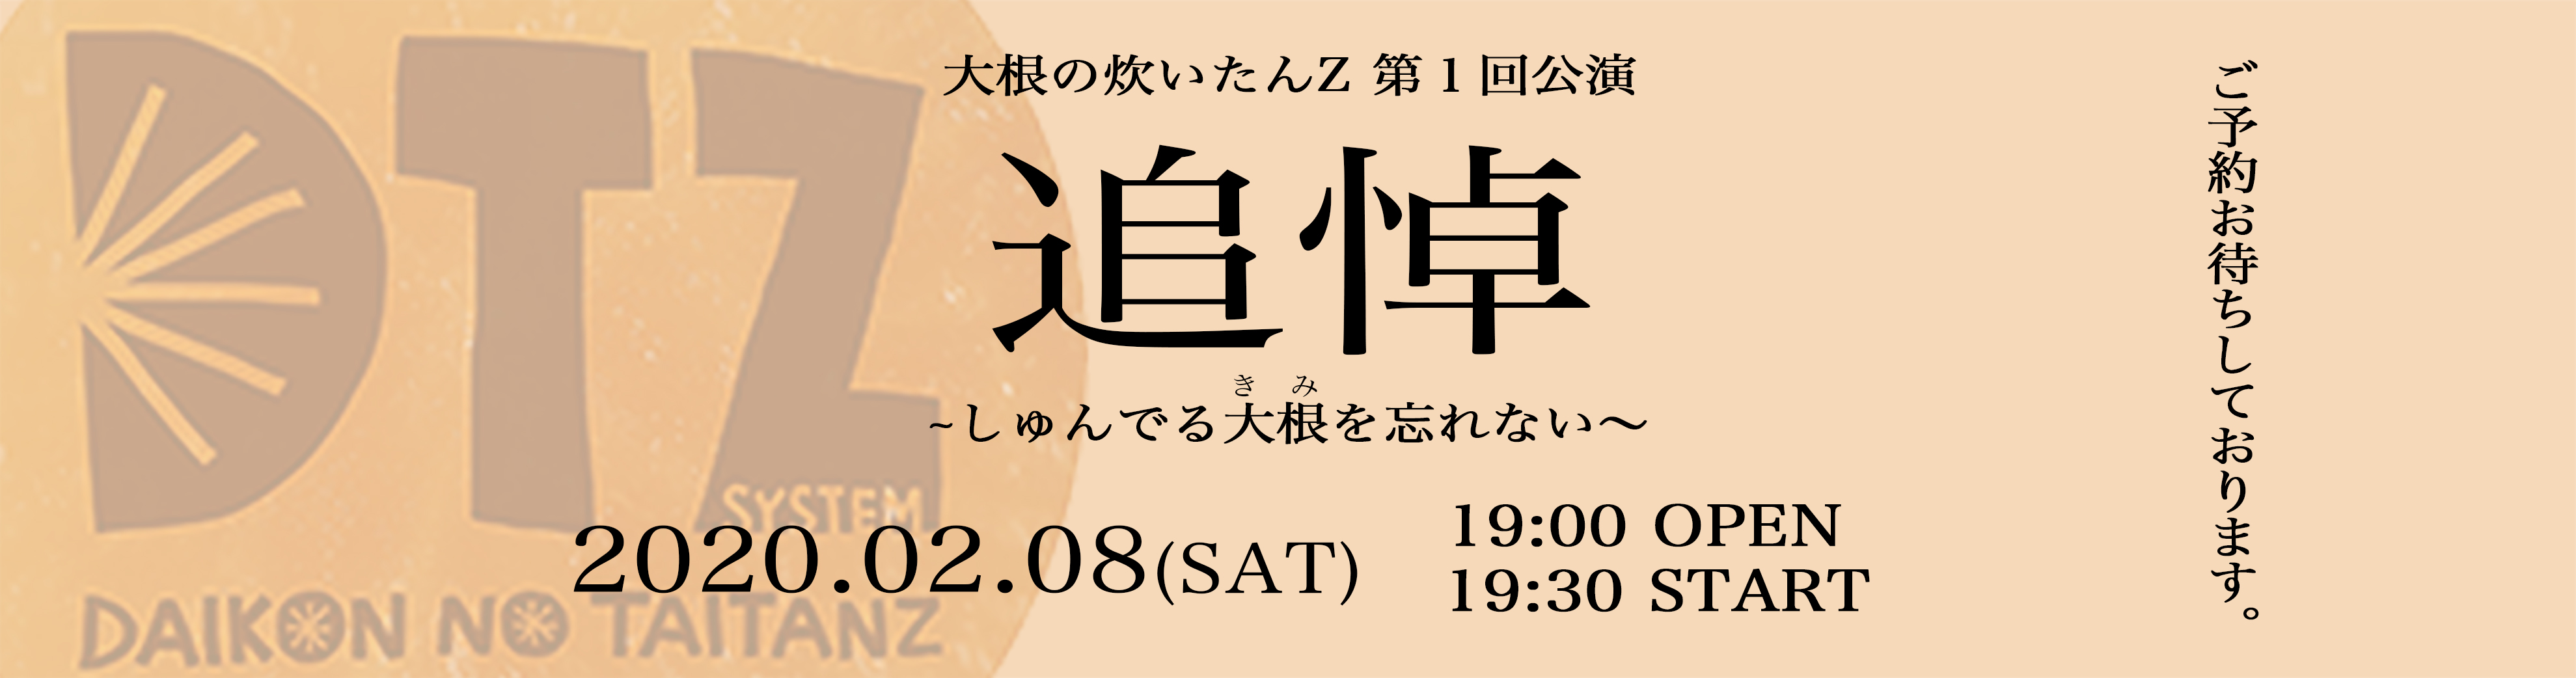 大根の炊いたんZ 第1回公演
追悼
きみ
~しゅんでる大根を忘れない〜
2020.02.08(SAT)
19:00 OPEN
19:30 START
ご予約お待ちしております。
DTZ
SYSTEM
DAIKON NO TAITANZ